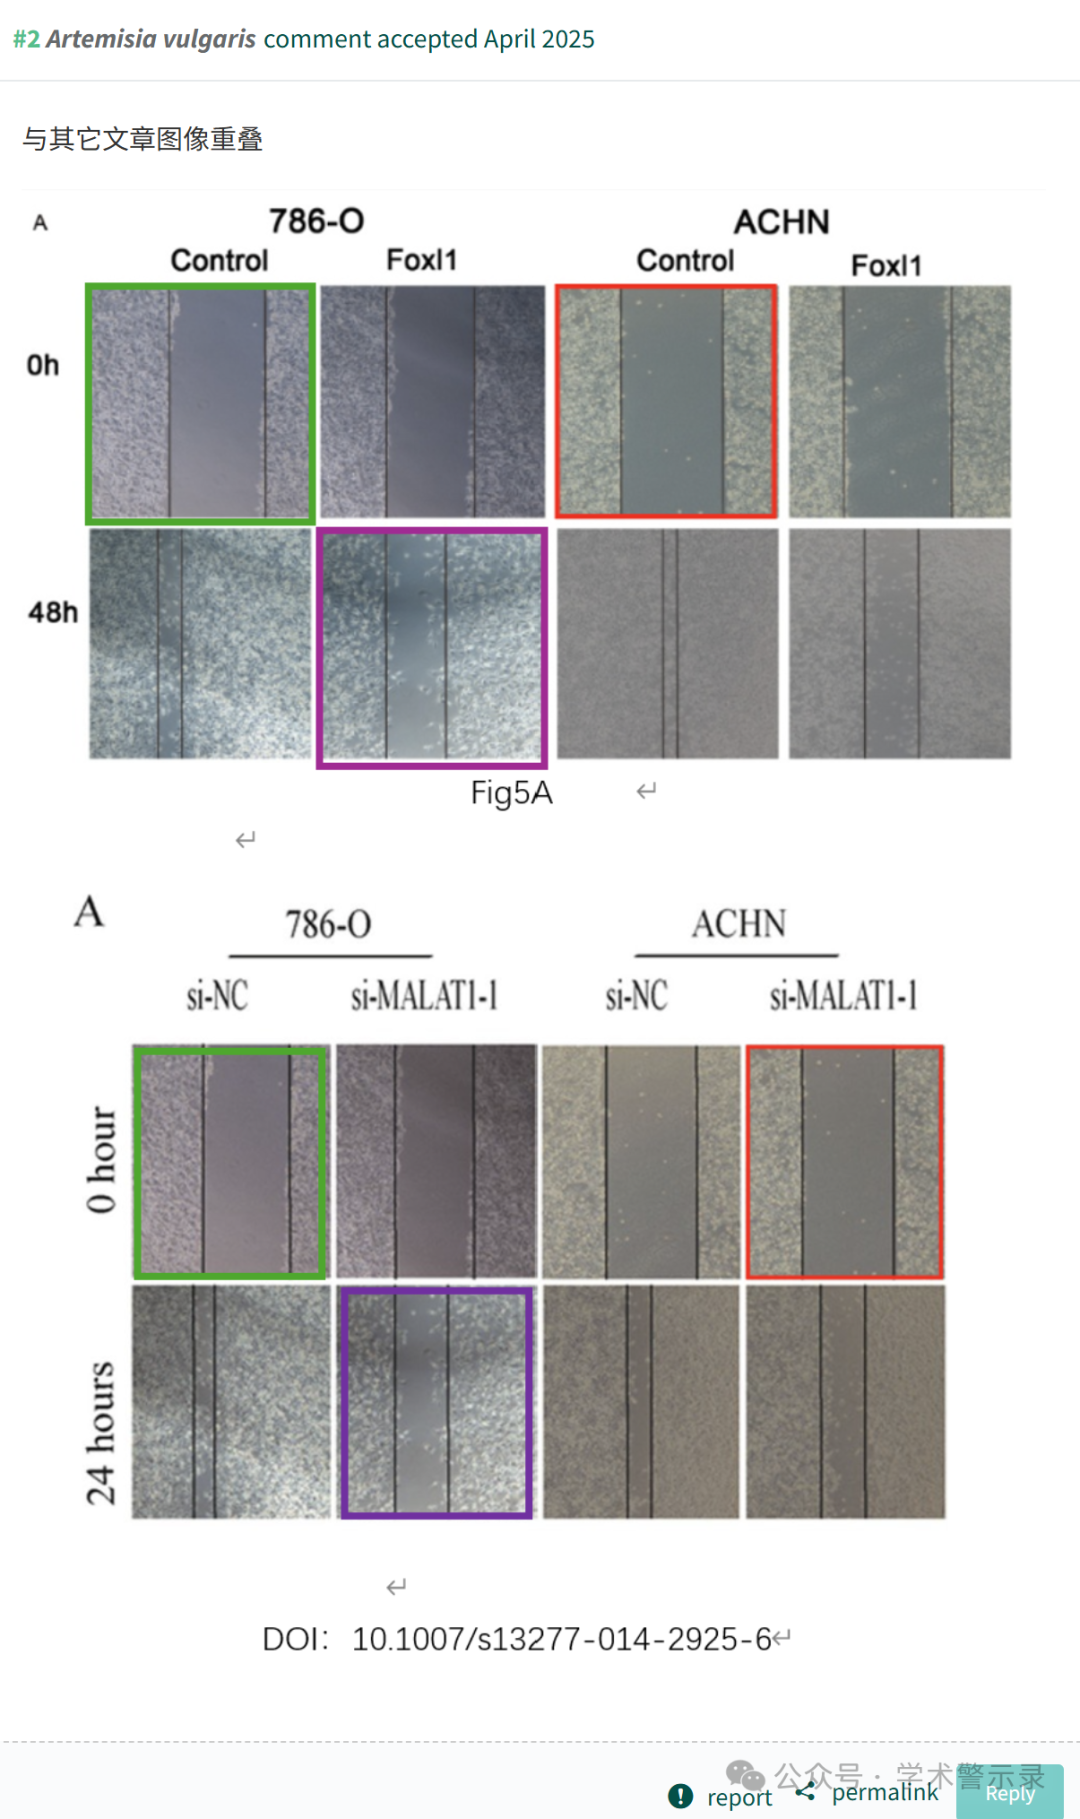 #2 Artemisia vulgaris comment accepted April 2025
与其它文章图像重叠
A
786-O ACHN
Control Foxl1 Control Foxl1
0h
48h
Fig5A ↵
↵
A
786-O ACHN
si-NC si-MALAT1-1 si-NC si-MALAT1-1
0 hour
24 hours
↵
DOI： 10.1007/s13277-014-2925-6↵
公众号 · 学术警示录
report permalink Reply